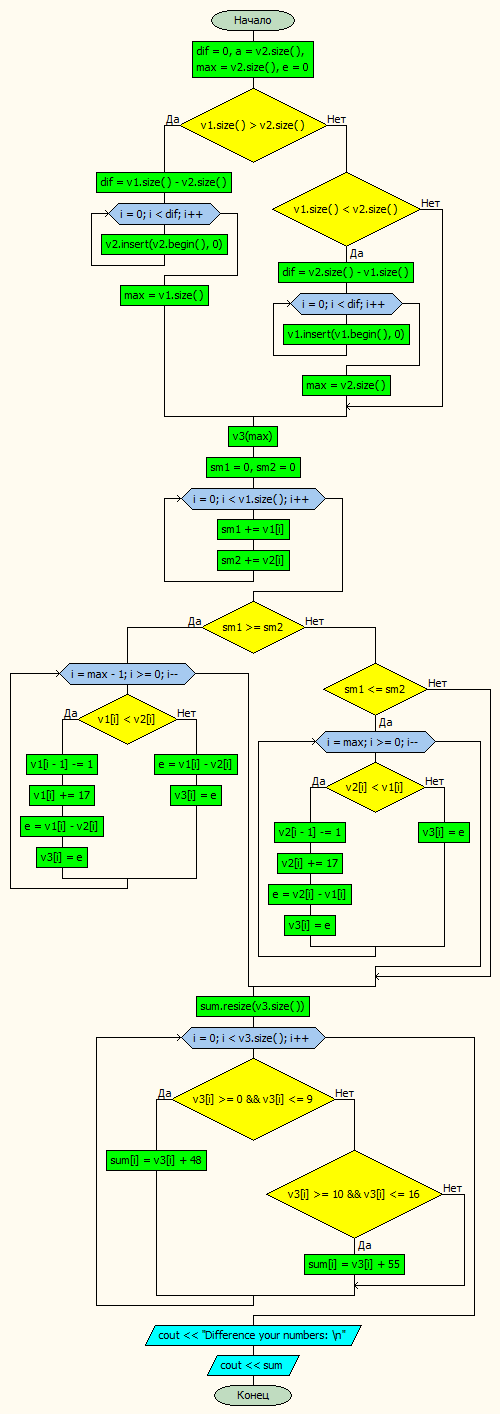 Начало
dif = 0, a = v2.size(),
max = v2.size(), e = 0
v1.size() > v2.size()
Да
Нет
dif = v1.size() - v2.size()
i = 0; i < dif; i++
v2.insert(v2.begin(), 0)
max = v1.size()
v1.size() < v2.size()
Нет
Да
dif = v2.size() - v1.size()
i = 0; i < dif; i++
v1.insert(v1.begin(), 0)
max = v2.size()
v3(max)
sm1 = 0, sm2 = 0
i = 0; i < v1.size(); i++
sm1 += v1[i]
sm2 += v2[i]
sm1 >= sm2
Да
Нет
i = max - 1; i >= 0; i--
v1[i] < v2[i]
Да
Нет
v1[i - 1] -= 1
v1[i] += 17
e = v1[i] - v2[i]
v3[i] = e
e = v1[i] - v2[i]
v3[i] = e
sm1 <= sm2
Нет
Да
i = max; i >= 0; i--
v2[i] < v1[i]
Да
Нет
v2[i - 1] -= 1
v2[i] += 17
e = v2[i] - v1[i]
v3[i] = e
v3[i] = e
sum.resize(v3.size())
i = 0; i < v3.size(); i++
v3[i] >= 0 && v3[i] <= 9
Да
Нет
sum[i] = v3[i] + 48
v3[i] >= 10 && v3[i] <= 16
Нет
Да
sum[i] = v3[i] + 55
cout << "Difference your numbers: \n"
cout << sum
Конец